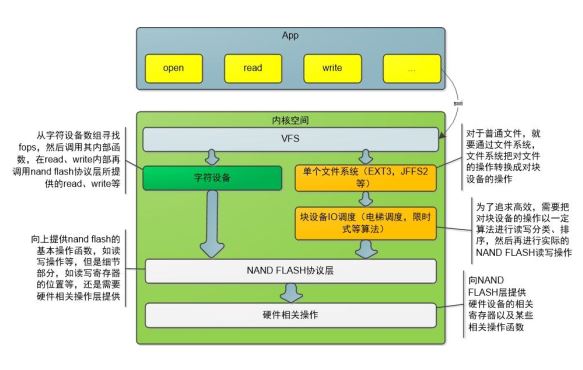 App
open
read
write
...
内核空间
VFS
从字符设备数组寻找
fops，然后调用其内部函
数，在read、write内部再
调用nand flash协议层所提
供的read、write等
字符设备
单个文件系统（EXT3，JFFS2
等）
对于普通文件，就
要通过文件系统，
文件系统把对文件
的操作转换成对块
设备的操作
块设备IO调度（电梯调度，限时
式等算法）
为了追求高效，需要把
对块设备的操作以一定
算法进行读写分类、排
序，然后再进行实际的
NAND FLASH读写操作
向上提供nand flash的
基本操作函数，如读
写操作等，但是细节
部分，如读写寄存器
的位置等，还是需要
硬件相关操作层提供
NAND FLASH协议层
硬件相关操作
向NAND
FLASH层提供
硬件设备的相关
寄存器以及某些
相关操作函数